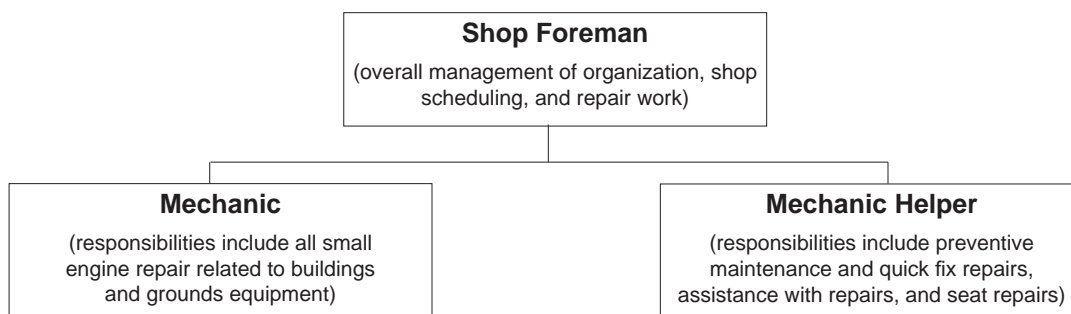 Shop Foreman
(overall management of organization, shop
scheduling, and repair work)
Mechanic
(responsibilities include all small
engine repair related to buildings
and grounds equipment)
Mechanic Helper
(responsibilities include preventive
maintenance and quick fix repairs,
assistance with repairs, and seat repairs)